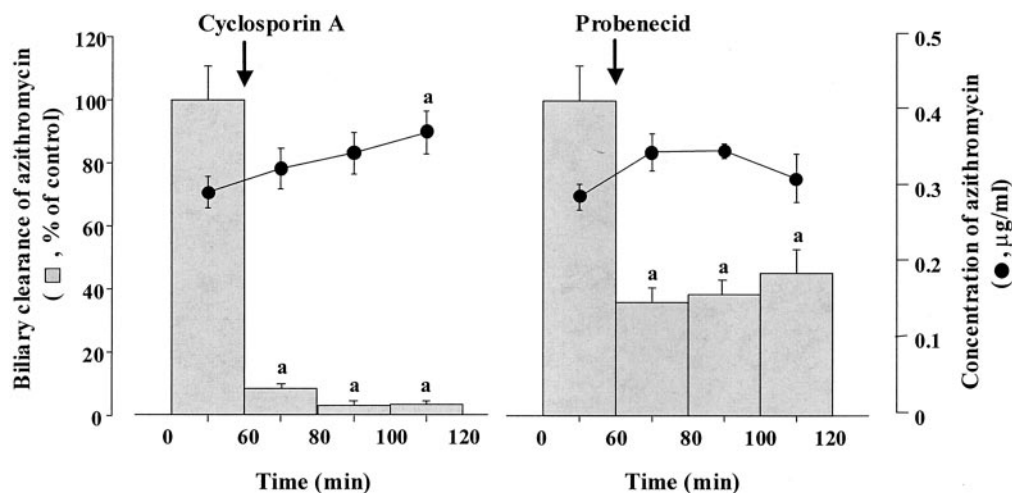 Cyclosporin A
Probenecid
Biliary clearance of azithromycin
( , % of control)
120
100
80
60
40
20
0
a
a
a
a
0
60
80
100
120
Time (min)
a
a
a
0
60
80
100
120
Time (min)
0.5
0.4
0.3
0.2
0.1
0
Concentration of azithromycin
( , µg/ml)